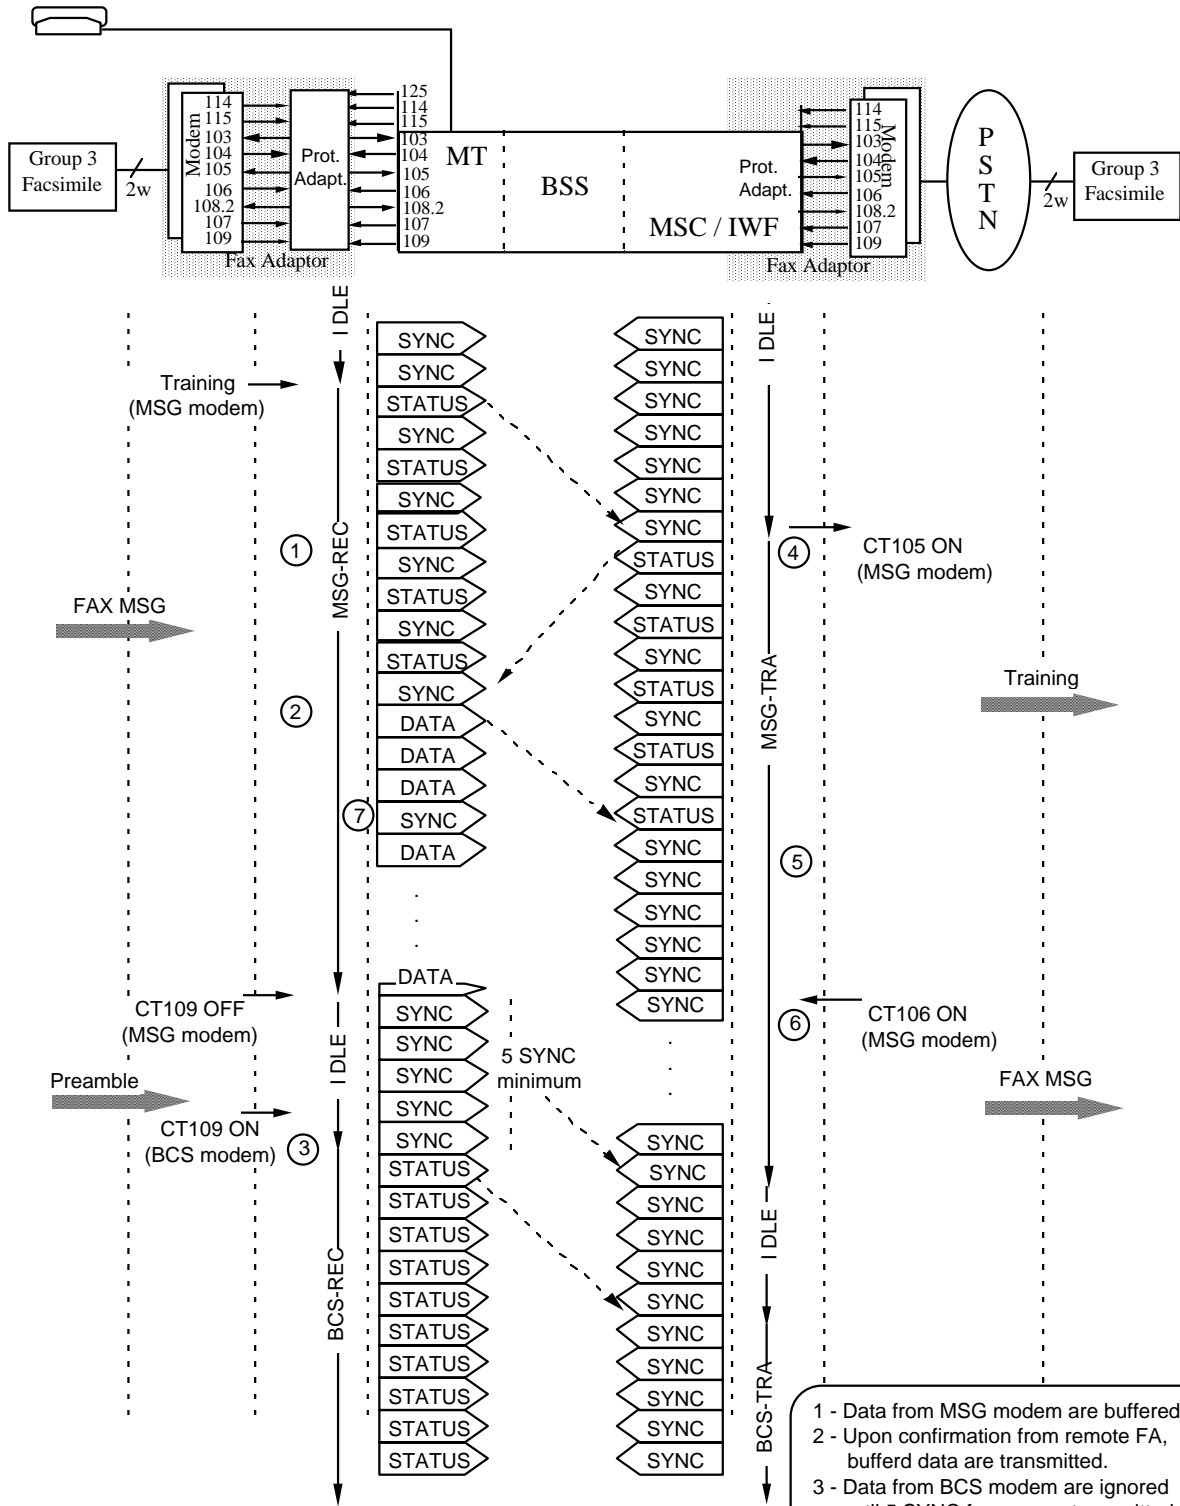 125
114
115
103
104
105
106
108.2
107
109
Modem
Prot.
Adapt.
114
115
103
104
105
106
108.2
107
109
MT
BSS
Prot.
Adapt.
MSC / IWF
114
115
103
104
105
106
108.2
107
109
Modem
P
S
T
N
Group 3
Facsimile
2w
2w
Group 3
Facsimile
Fax Adaptor
Fax Adaptor
I DLE
SYNC
SYNC
STATUS
SYNC
STATUS
SYNC
STATUS
SYNC
STATUS
SYNC
STATUS
SYNC
DATA
DATA
DATA
SYNC
DATA
.
.
.
DATA
SYNC
SYNC
SYNC
SYNC
SYNC
STATUS
STATUS
STATUS
STATUS
STATUS
STATUS
STATUS
STATUS
STATUS
STATUS
Training
(MSG modem)
1
MSG-REC
FAX MSG
2
7
CT109 OFF
(MSG modem)
I DLE
5 SYNC
minimum
Preamble
CT109 ON
(BCS modem)
3
BCS-REC
SYNC
SYNC
SYNC
SYNC
SYNC
SYNC
SYNC
STATUS
SYNC
STATUS
SYNC
STATUS
SYNC
STATUS
SYNC
STATUS
SYNC
SYNC
SYNC
SYNC
SYNC
SYNC
.
.
.
SYNC
SYNC
SYNC
SYNC
SYNC
SYNC
SYNC
SYNC
SYNC
SYNC
SYNC
I DLE
4
CT105 ON
(MSG modem)
MSG-TRA
Training
5
6
CT106 ON
(MSG modem)
FAX MSG
I DLE
BCS-TRA
1 - Data from MSG modem are buffered
2 - Upon confirmation from remote FA,
bufferd data are transmitted.
3 - Data from BCS modem are ignored